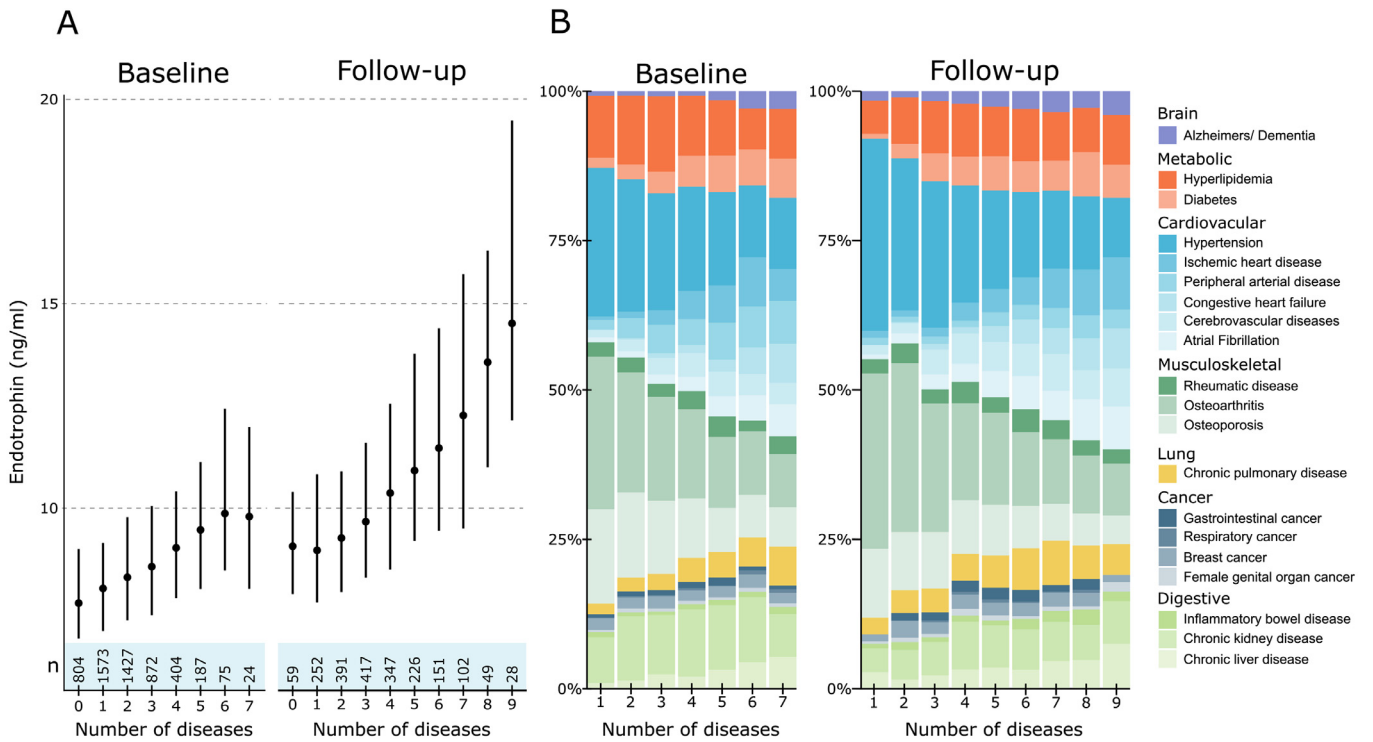 A
B
Baseline
Follow-up
Baseline
Follow-up
Endotrophin (ng/ml)
20
15
10
n
804
1573
1427
872
404
187
75
24
59
252
391
417
347
226
151
102
49
28
0 1 2 3 4 5 6 7
0 1 2 3 4 5 6 7 8 9
Number of diseases
Number of diseases
100%
75%
50%
25%
0%
1 2 3 4 5 6 7
Number of diseases
100%
75%
50%
25%
0%
1 2 3 4 5 6 7 8 9
Number of diseases
Brain
Alzheimers/ Dementia
Metabolic
Hyperlipidemia
Diabetes
Cardiovascular
Hypertension
Ischemic heart disease
Peripheral arterial disease
Congestive heart failure
Cerebrovascular diseases
Atrial Fibrillation
Musculoskeletal
Rheumatic disease
Osteoarthritis
Osteoporosis
Lung
Chronic pulmonary disease
Cancer
Gastrointestinal cancer
Respiratory cancer
Breast cancer
Female genital organ cancer
Digestive
Inflammatory bowel disease
Chronic kidney disease
Chronic liver disease